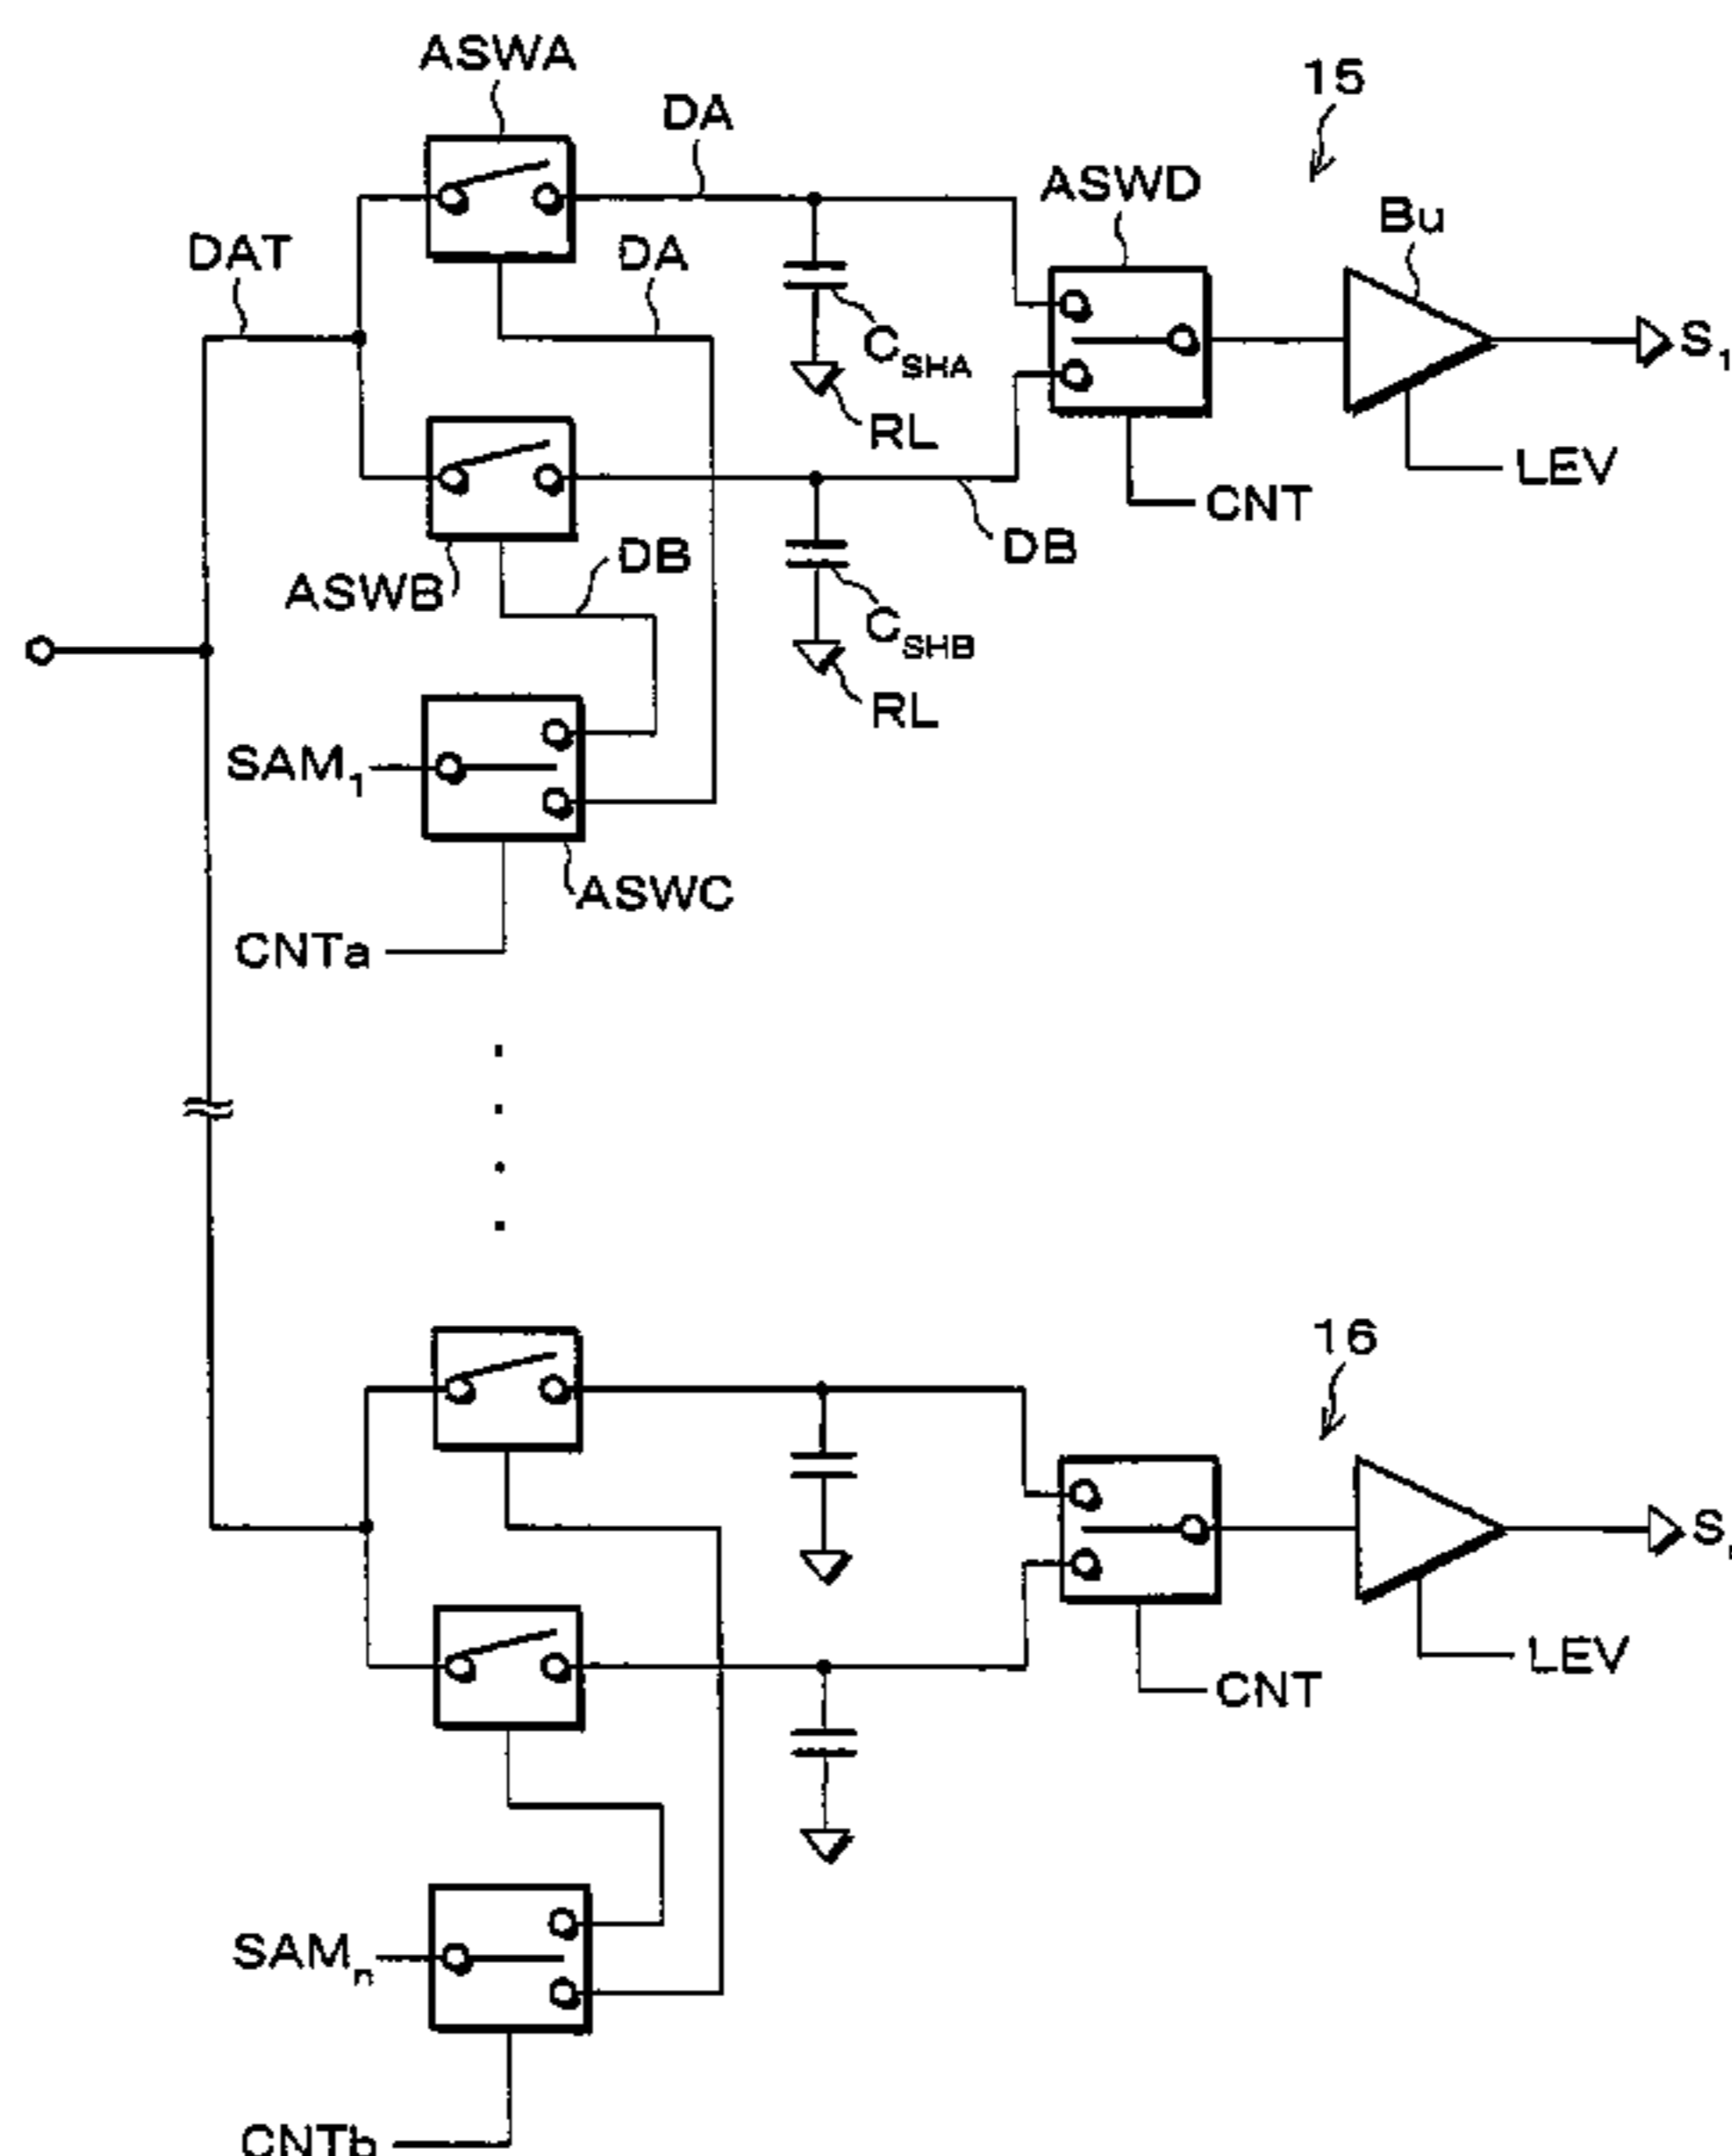 ASWA
15
DA
ASWD
Bu
DAT
DA
S1
CSHA
RL
LEV
CNT
DB
DB
ASWB
CSHB
RL
SAM1
ASWC
CNTa
16
S
LEV
CNT
SAMn
CNTb